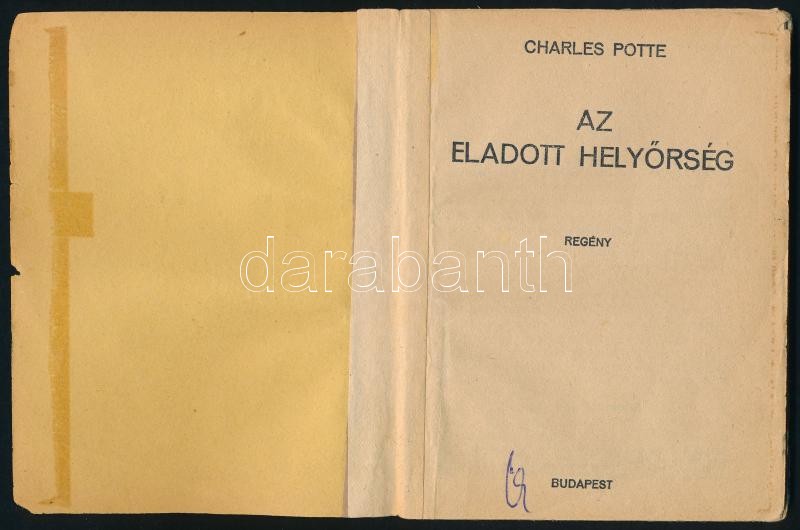 CHARLES POTTE
AZ
ELADOTT HELYŐRSÉG
REGÉNY
darabanth
BUDAPEST